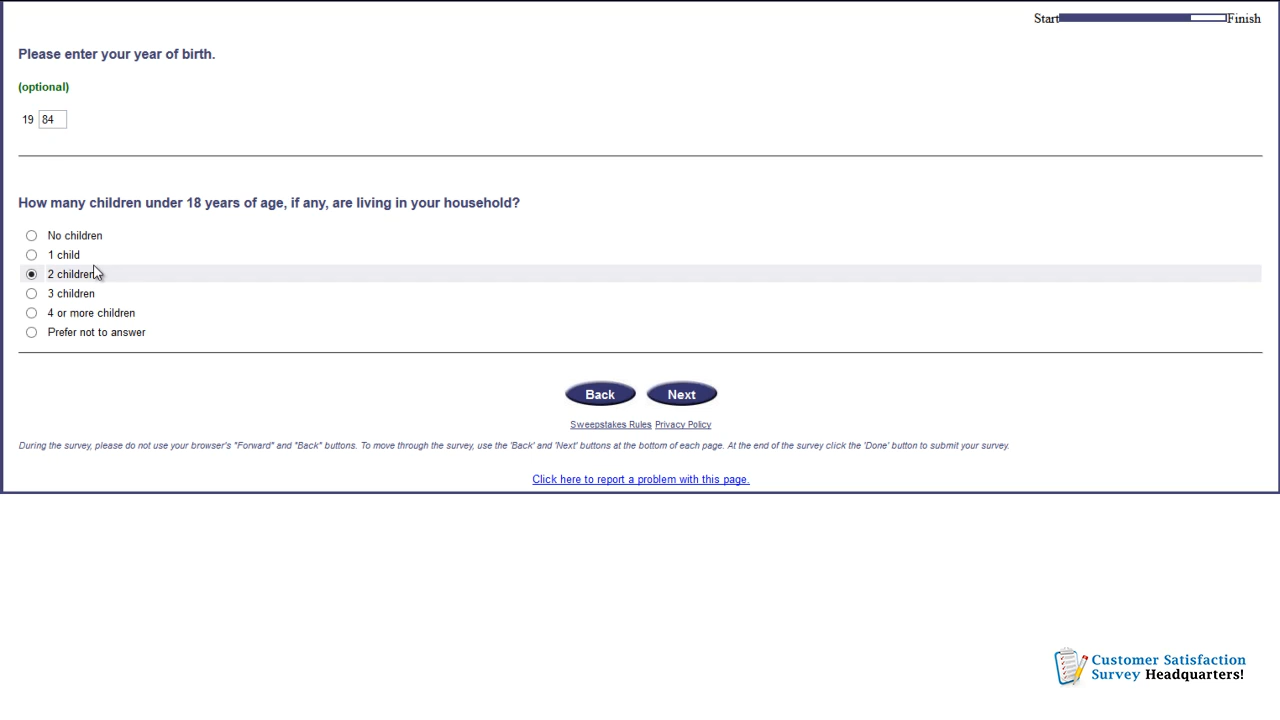 Start Finish
Please enter your year of birth.
(optional)
19 84
How many children under 18 years of age, if any, are living in your household?
No children
1 child
2 children
3 children
4 or more children
Prefer not to answer
Back Next
Sweepstakes Rules Privacy Policy
During the survey, please do not use your browser's "Forward" and "Back" buttons. To move through the survey, use the 'Back' and 'Next' buttons at the bottom of each page. At the end of the survey click the 'Done' button to submit your survey.
Click here to report a problem with this page.
Customer Satisfaction
Survey Headquarters!